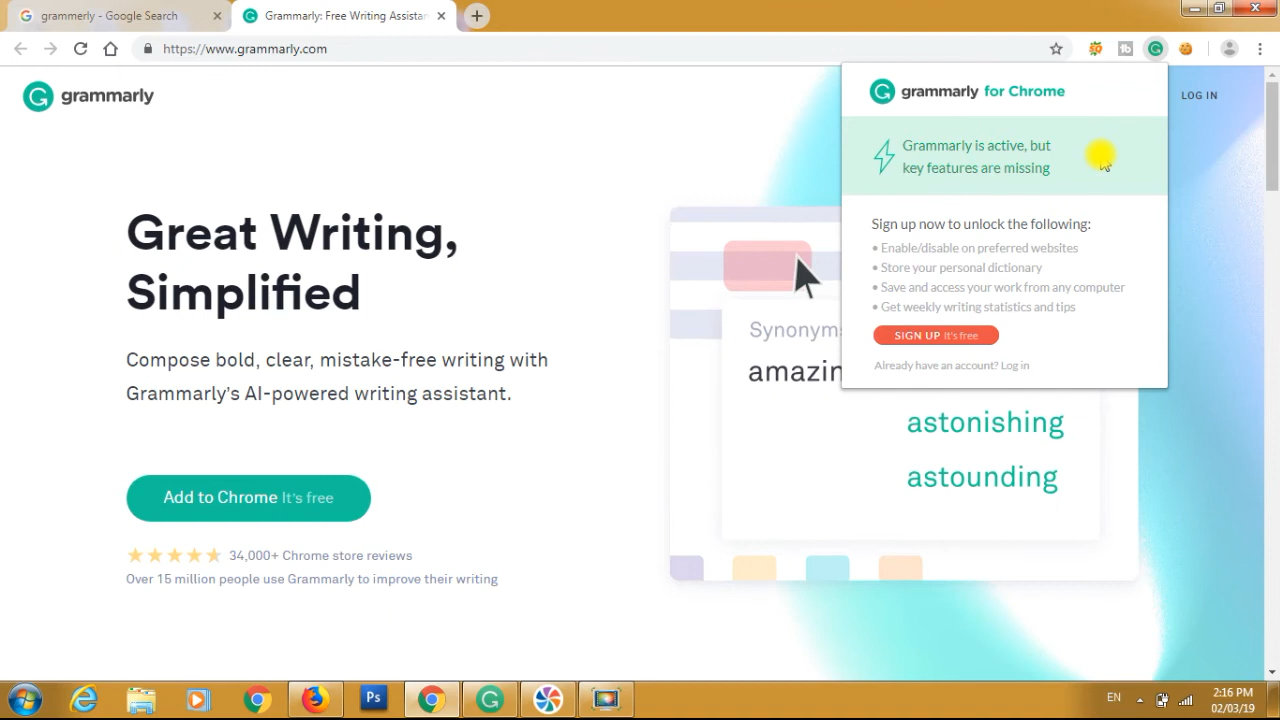 grammerly - Google Search
Grammarly: Free Writing Assistan
https://www.grammarly.com
grammarly
LOG IN
grammarly for Chrome
Grammarly is active, but
key features are missing
Sign up now to unlock the following:
• Enable/disable on preferred websites
• Store your personal dictionary
• Save and access your work from any computer
• Get weekly writing statistics and tips
SIGN UP It's free
Already have an account? Log in
Great Writing,
Simplified
Compose bold, clear, mistake-free writing with
Grammarly's AI-powered writing assistant.
Add to Chrome It's free
34,000+ Chrome store reviews
Over 15 million people use Grammarly to improve their writing
Synonyms
amazin
astonishing
astounding
Ps
EN
2:16 PM
02/03/19